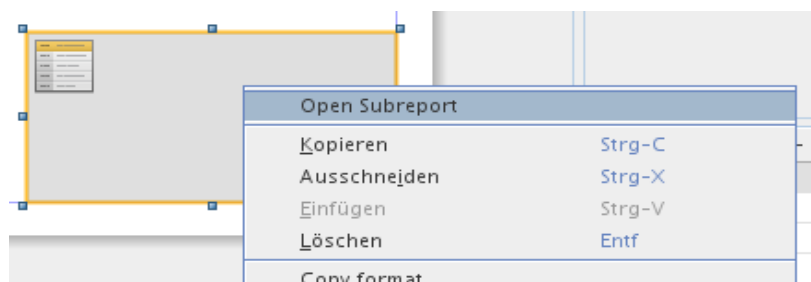 Open Subreport
Kopieren Strg-C
Ausschneiden Strg-X
Einfügen Strg-V
Löschen Entf
Copy format